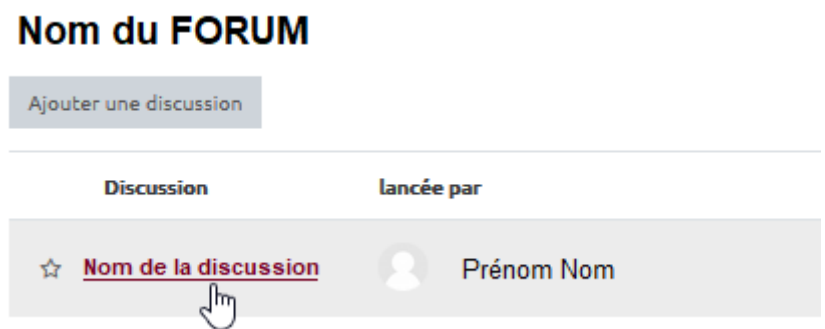 Nom du FORUM
Ajouter une discussion
Discussion lancée par
Nom de la discussion Prénom Nom